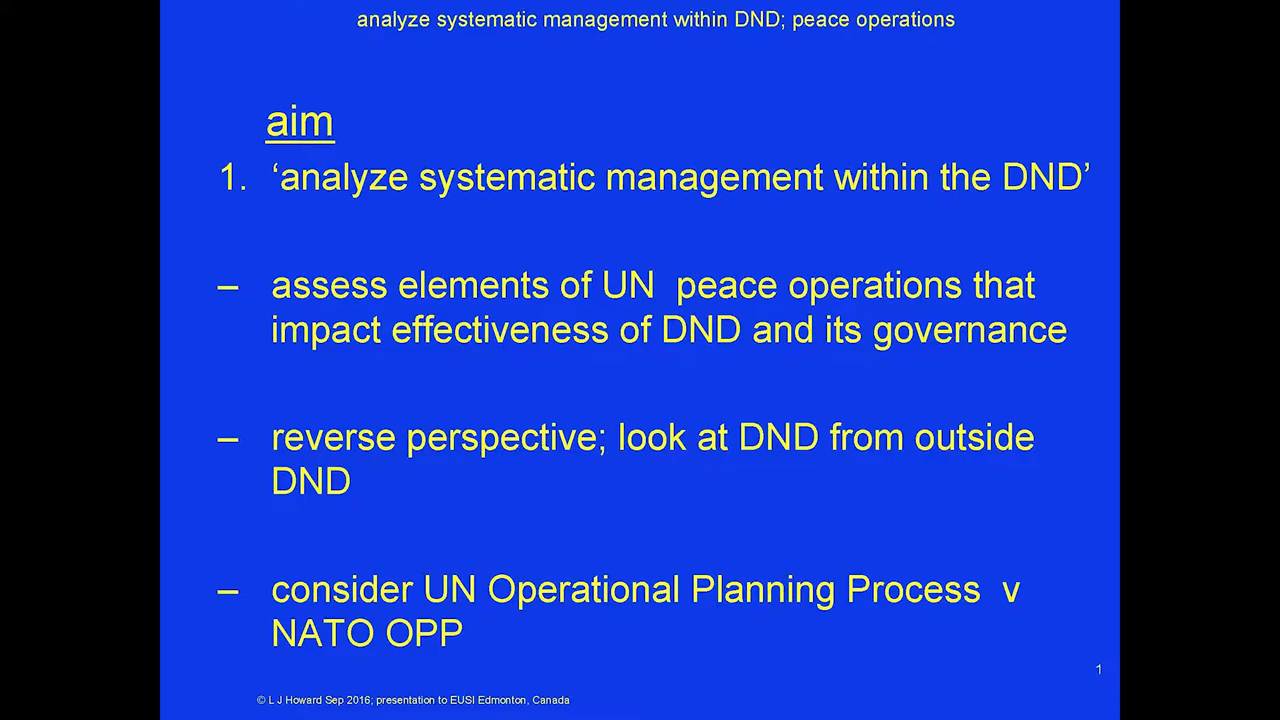 analyze systematic management within DND; peace operations
aim
1. ‘analyze systematic management within the DND’
– assess elements of UN  peace operations that
impact effectiveness of DND and its governance
– reverse perspective; look at DND from outside
DND
– consider UN Operational Planning Process  v
NATO OPP
1
© L J Howard Sep 2016; presentation to EUSI Edmonton, Canada